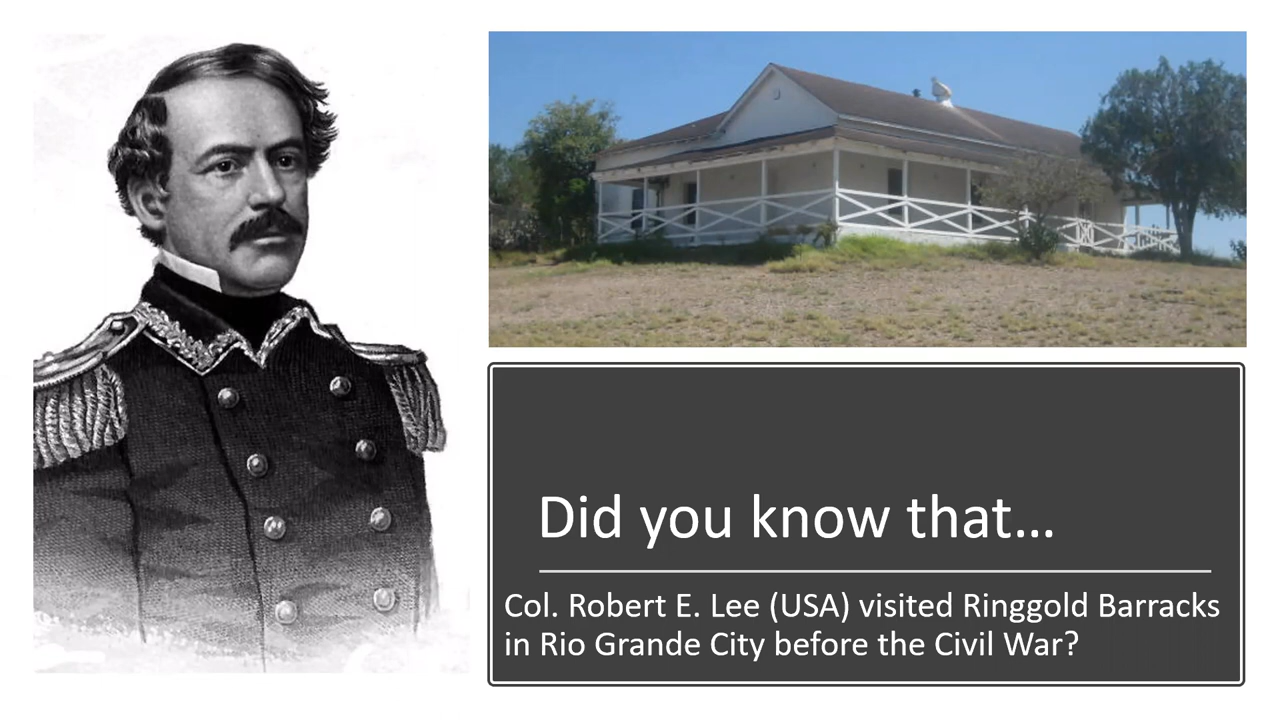 Did you know that…
Col. Robert E. Lee (USA) visited Ringgold Barracks
in Rio Grande City before the Civil War?